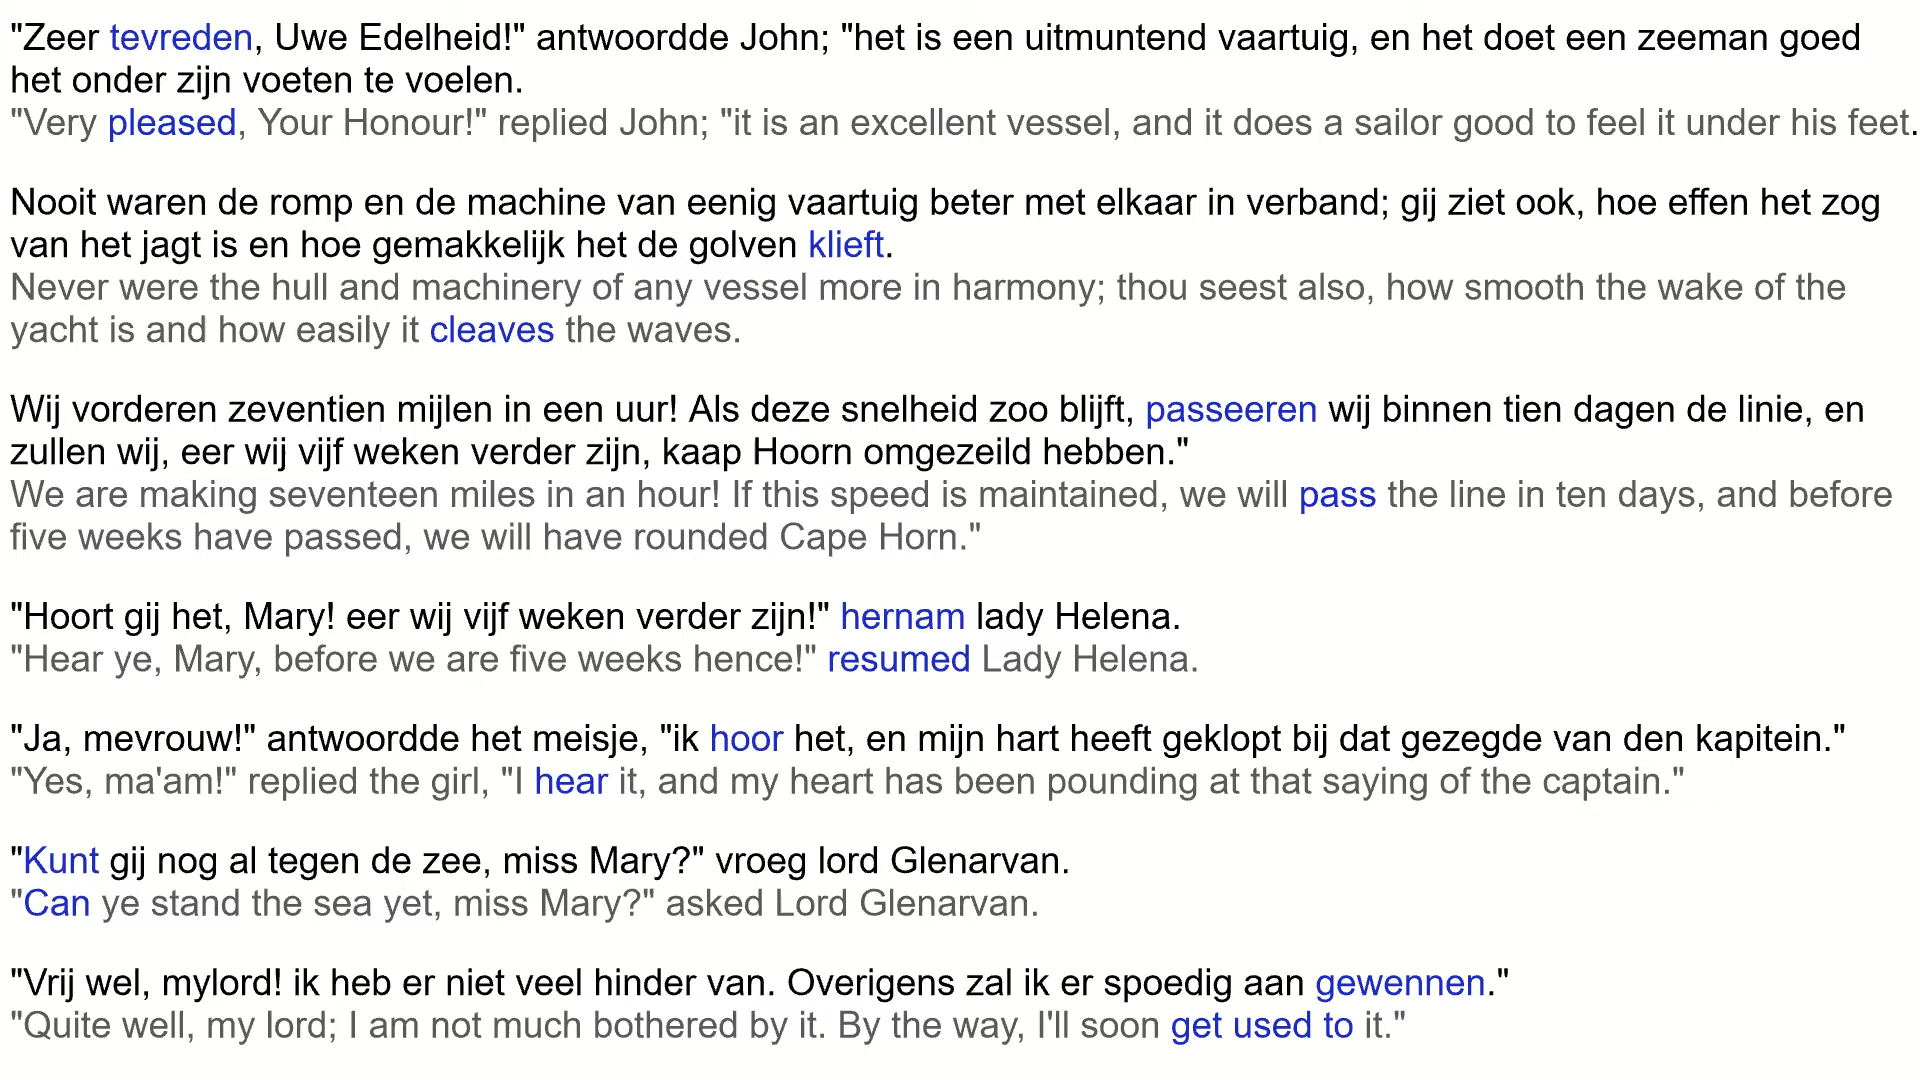 "Zeer tevreden, Uwe Edelheid!" antwoordde John; "het is een uitmuntend vaartuig, en het doet een zeeman goed
het onder zijn voeten te voelen.
"Very pleased, Your Honour!" replied John; "it is an excellent vessel, and it does a sailor good to feel it under his feet.
Nooit waren de romp en de machine van eenig vaartuig beter met elkaar in verband; gij ziet ook, hoe effen het zog
van het jagt is en hoe gemakkelijk het de golven klieft.
Never were the hull and machinery of any vessel more in harmony; thou seest also, how smooth the wake of the
yacht is and how easily it cleaves the waves.
Wij vorderen zeventien mijlen in een uur! Als deze snelheid zoo blijft, passeeren wij binnen tien dagen de linie, en
zullen wij, eer wij vijf weken verder zijn, kaap Hoorn omgezeild hebben."
We are making seventeen miles in an hour! If this speed is maintained, we will pass the line in ten days, and before
five weeks have passed, we will have rounded Cape Horn."
"Hoort gij het, Mary! eer wij vijf weken verder zijn!" hernam lady Helena.
"Hear ye, Mary, before we are five weeks hence!" resumed Lady Helena.
"Ja, mevrouw!" antwoordde het meisje, "ik hoor het, en mijn hart heeft geklopt bij dat gezegde van den kapitein."
"Yes, ma'am!" replied the girl, "I hear it, and my heart has been pounding at that saying of the captain."
"Kunt gij nog al tegen de zee, miss Mary?" vroeg lord Glenarvan.
"Can ye stand the sea yet, miss Mary?" asked Lord Glenarvan.
"Vrij wel, mylord! ik heb er niet veel hinder van. Overigens zal ik er spoedig aan gewennen."
"Quite well, my lord; I am not much bothered by it. By the way, I'll soon get used to it."